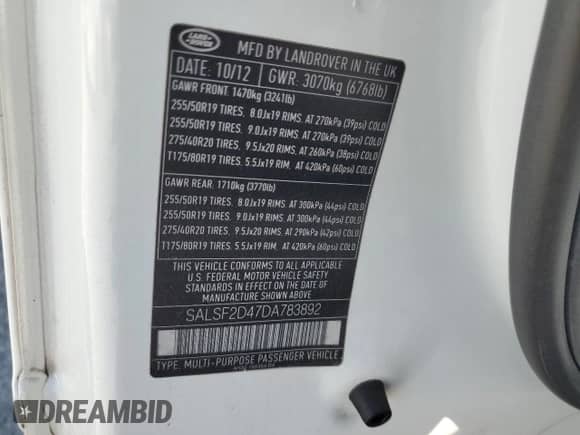 LAND ROVER
MFD BY LANDROVER IN THE UK
DATE: 10/12 GWR: 3070kg (6768lb)
GAWR FRONT. 1470kg (3241lb)
255/50R19 TIRES. 8.0Jx19 RIMS. AT 270kPa (39psi) COLD
255/50R19 TIRES. 9.0Jx19 RIMS. AT 270kPa (39psi) COLD
275/40R20 TIRES. 9.5Jx20 RIMS. AT 260kPa (38psi) COLD
T175/80R19 TIRES. 5.5Jx19 RIM. AT 420kPa (60psi) COLD
GAWR REAR. 1710kg (3770lb)
255/50R19 TIRES. 8.0Jx19 RIMS. AT 300kPa (44psi) COLD
255/50R19 TIRES. 9.0Jx19 RIMS. AT 300kPa (44psi) COLD
275/40R20 TIRES. 9.5Jx20 RIMS. AT 290kPa (42psi) COLD
T175/80R19 TIRES. 5.5Jx19 RIM. AT 420kPa (60psi) COLD
THIS VEHICLE CONFORMS TO ALL APPLICABLE
U.S. FEDERAL MOTOR VEHICLE SAFETY
STANDARDS IN EFFECT ON THE DATE OF
MANUFACTURE SHOWN ABOVE.
SALSF2D47DA783892
TYPE: MULTI-PURPOSE PASSENGER VEHICLE
DREAMBID